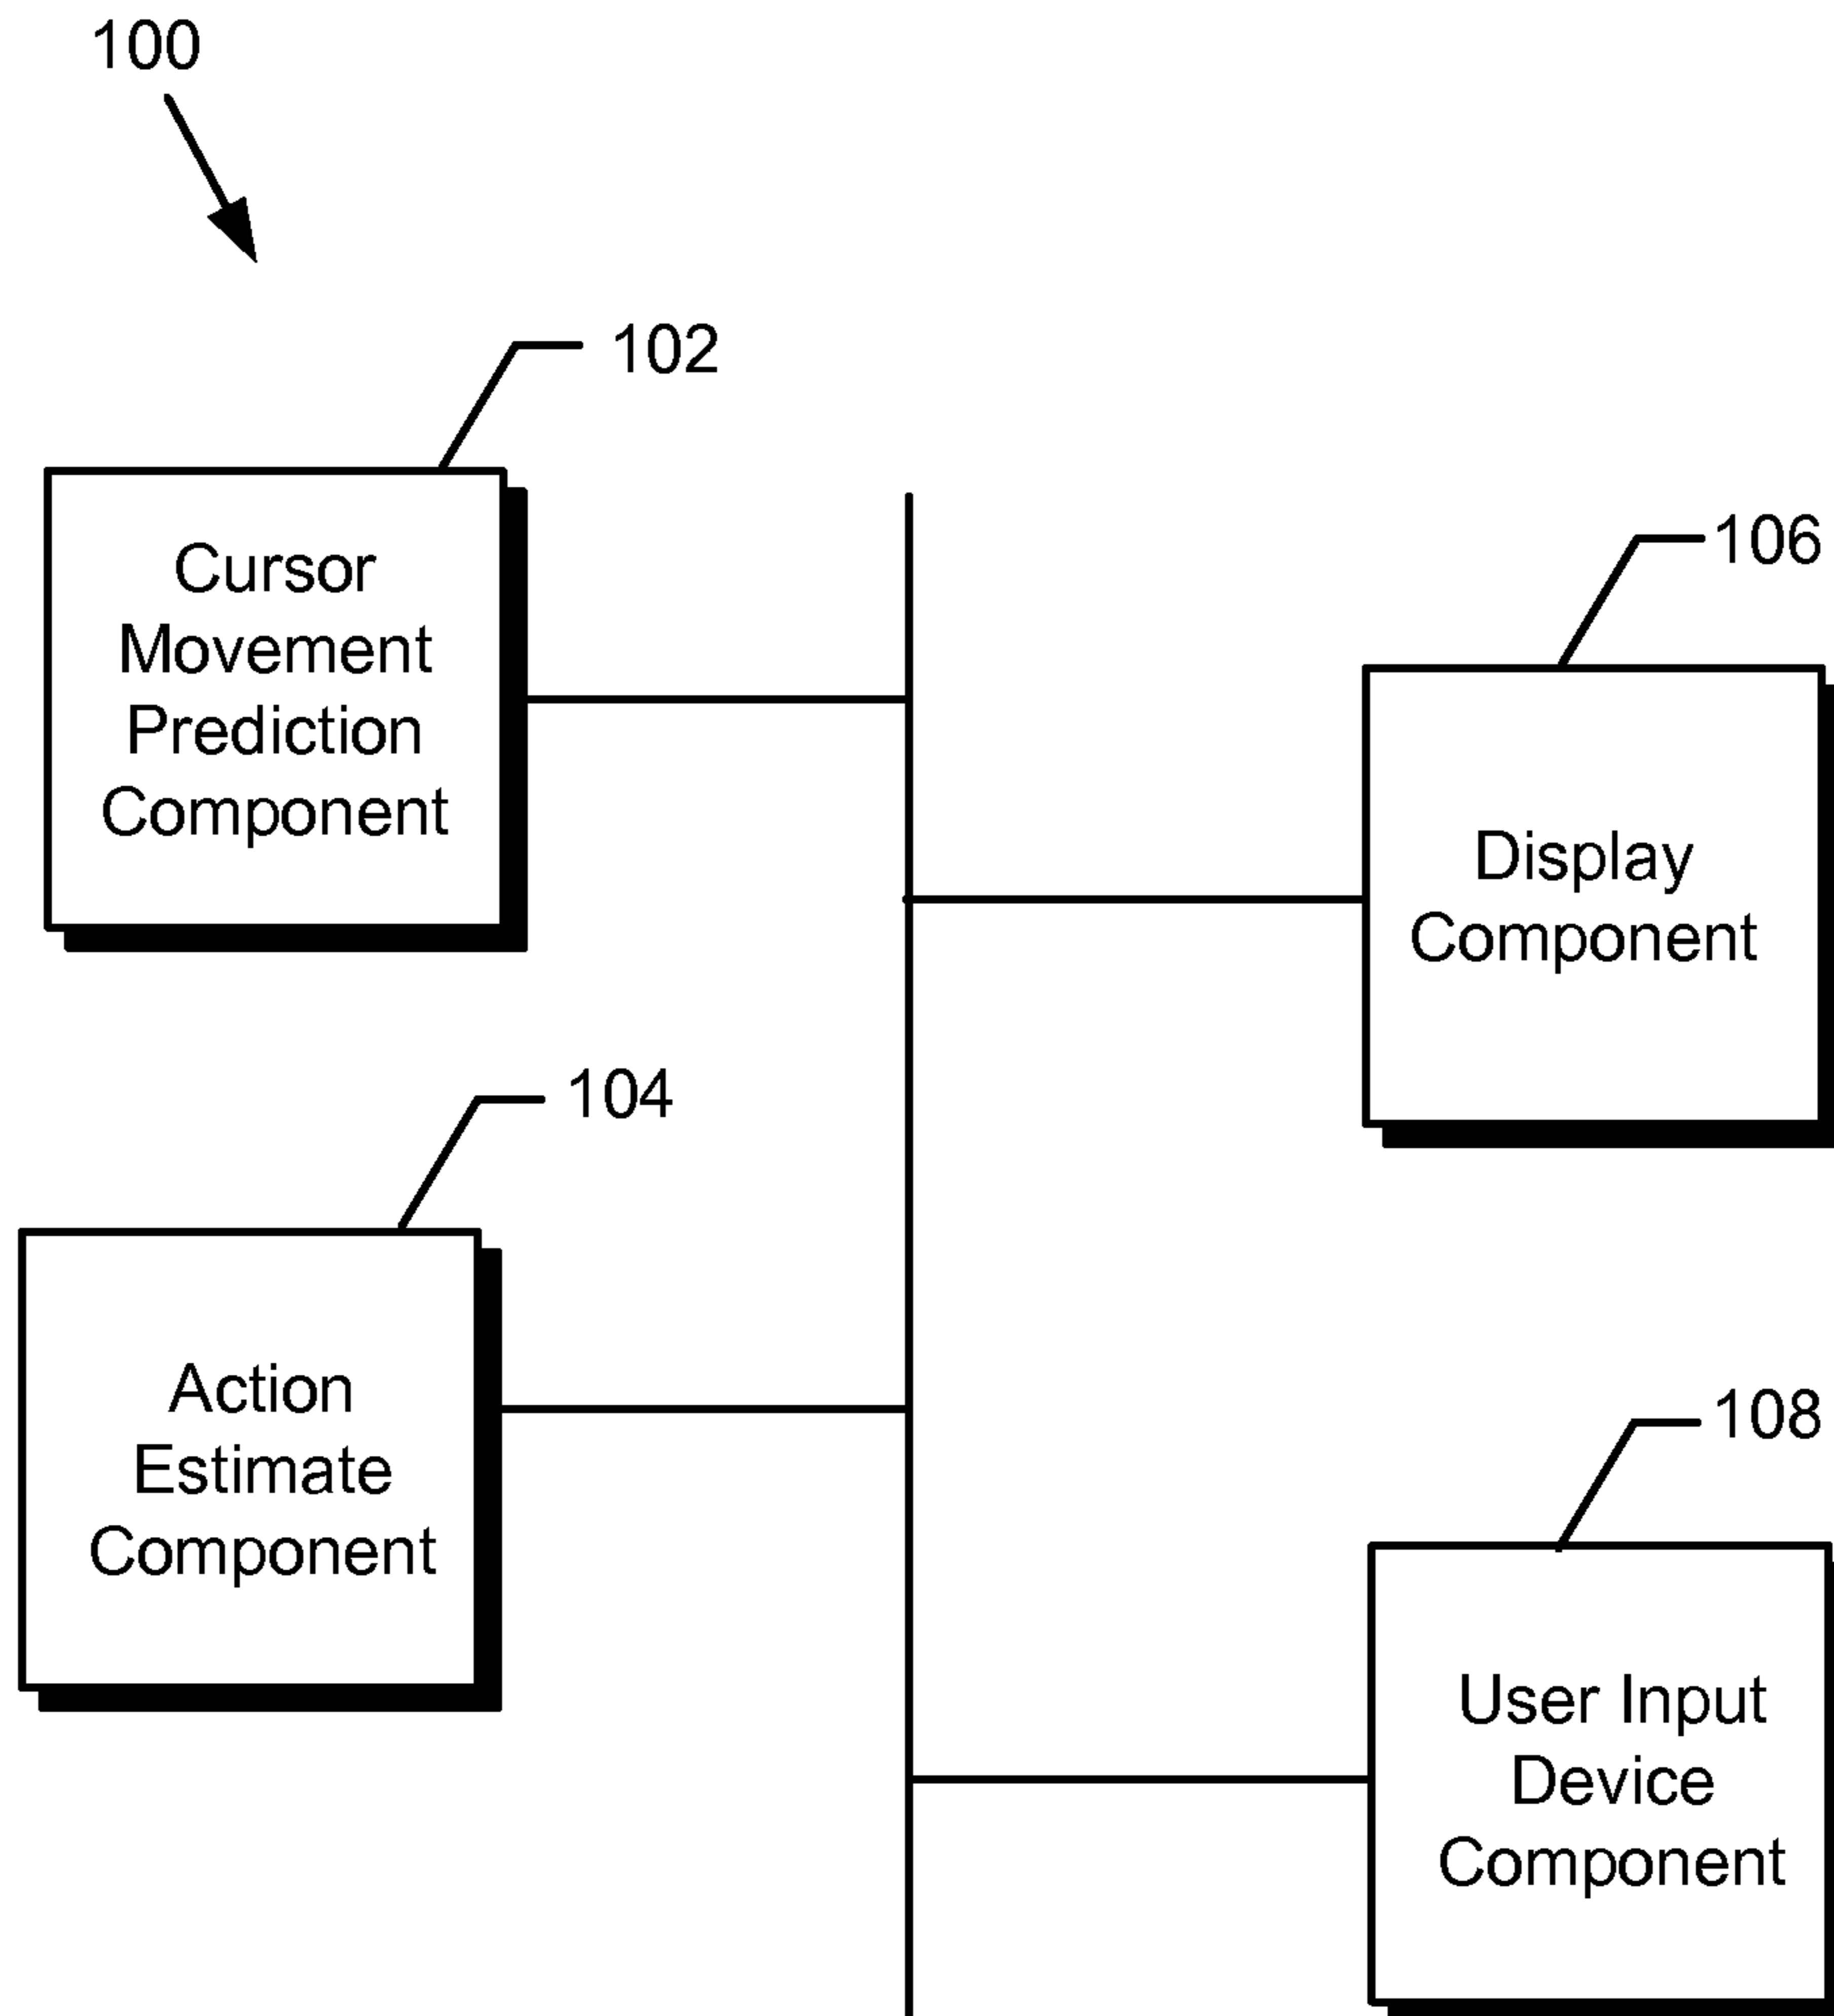 100
102
Cursor
Movement
Prediction
Component
106
Display
Component
104
Action
Estimate
Component
108
User Input
Device
Component